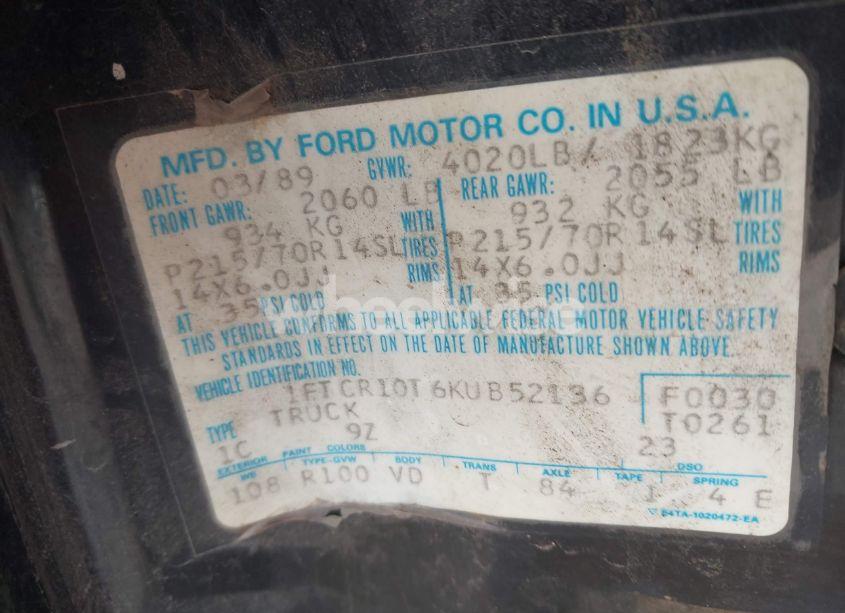 MFD. BY FORD MOTOR CO. IN U.S.A.
DATE: 03/89 GVWR: 4020LB/ 1823KG
FRONT GAWR: 2060 LB REAR GAWR: 2055 LB
934 KG WITH 932 KG WITH
P215/70R14SL TIRES P215/70R14SL TIRES
14X6.0JJ RIMS 14X6.0JJ RIMS
AT 35 PSI COLD AT 35 PSI COLD
THIS VEHICLE CONFORMS TO ALL APPLICABLE FEDERAL MOTOR VEHICLE SAFETY
STANDARDS IN EFFECT ON THE DATE OF MANUFACTURE SHOWN ABOVE.
VEHICLE IDENTIFICATION NO.
1FTCR10T6KUB52136 F0030
TYPE TRUCK T0261
1C 9Z 23
EXTERIOR PAINT COLORS DSO
WB TYPE-GVW BODY TRANS AXLE TAPE SPRING
108 R100 VD T 84 1 4 E
E4TA-1020472-EA